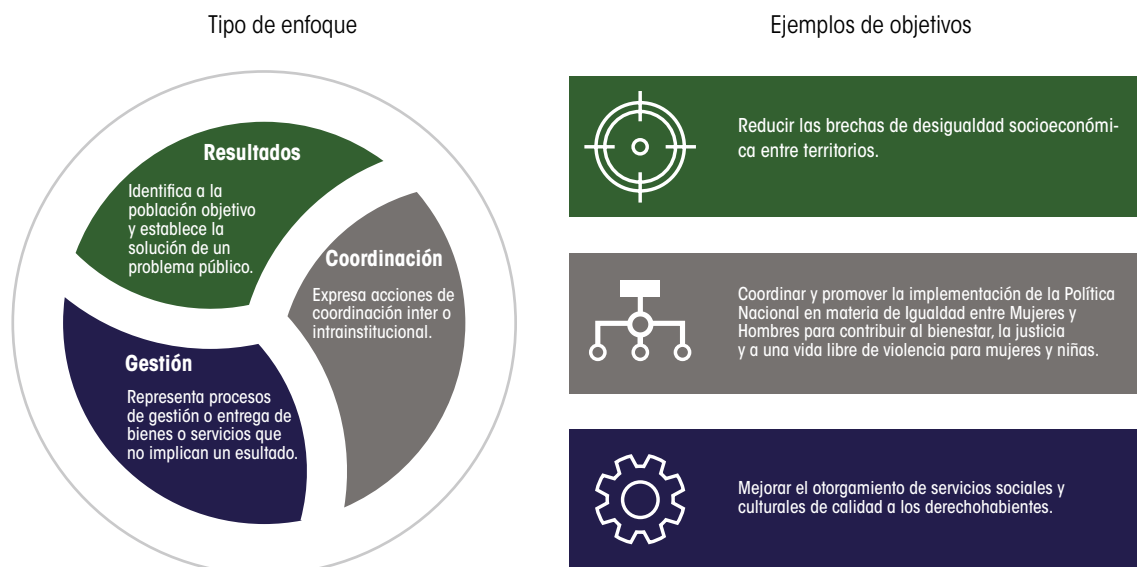 Tipo de enfoque
Resultados
Identifica a la
población objetivo
y establece la
solución de un
problema público.
Coordinación
Expresa acciones de
coordinación inter o
intrainstitucional.
Gestión
Representa procesos
de gestión o entrega de
bienes o servicios que
no implican un esultado.
Ejemplos de objetivos
Reducir las brechas de desigualdad socioeconómi-
ca entre territorios.
Coordinar y promover la implementación de la Política
Nacional en materia de Igualdad entre Mujeres y
Hombres para contribuir al bienestar, la justicia
y a una vida libre de violencia para mujeres y niñas.
Mejorar el otorgamiento de servicios sociales y
culturales de calidad a los derechohabientes.